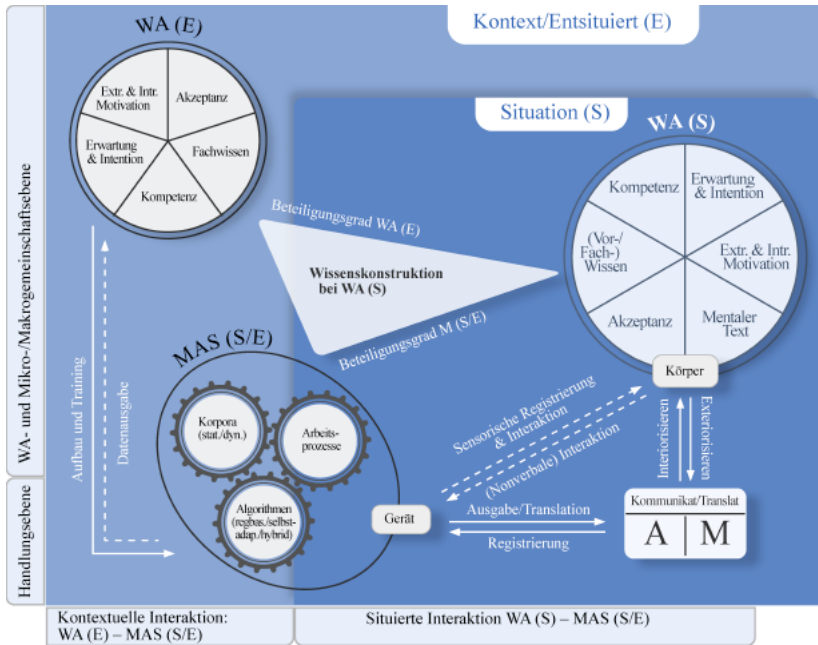 Kontext/Entsituiert (E)
WA (E)
Extr. & Intr.
Motivation
Akzeptanz
Erwartung
& Intention
Fachwissen
Kompetenz
Situation (S)
WA (S)
Kompetenz
Erwartung
& Intention
(Vor-/
Fach-)
Wissen
Extr. & Intr.
Motivation
Akzeptanz
Mentaler
Text
Körper
Beteiligungsgrad WA (E)
Wissenskonstruktion
bei WA (S)
Beteiligungsgrad M (S/E)
WA- und Mikro-/Makrogemeinschaftsebene
Handlungsebene
Aufbau und Training
Datenausgabe
MAS (S/E)
Korpora
(stat./dyn.)
Arbeits-
prozesse
Algorithmen
(regbas./selbst-
adap./hybrid)
Gerät
Sensorische Registrierung
& Interaktion
(Nonverbale) Interaktion
Ausgabe/Translation
Registrierung
Interiorisieren
Exteriorisieren
Kommunikat/Translat
A M
Kontextuelle Interaktion:
WA (E) – MAS (S/E)
Situierte Interaktion WA (S) – MAS (S/E)